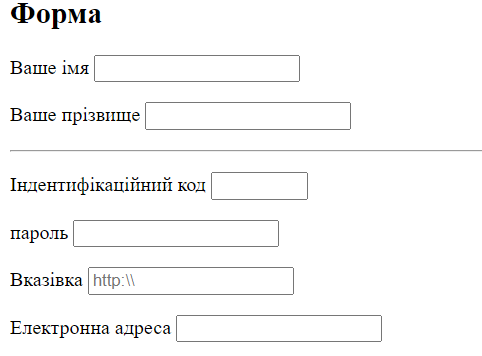 Форма
Ваше імя
Ваше прізвище
Індентифікаційний код
пароль
Вказівка http:\\
Електронна адреса